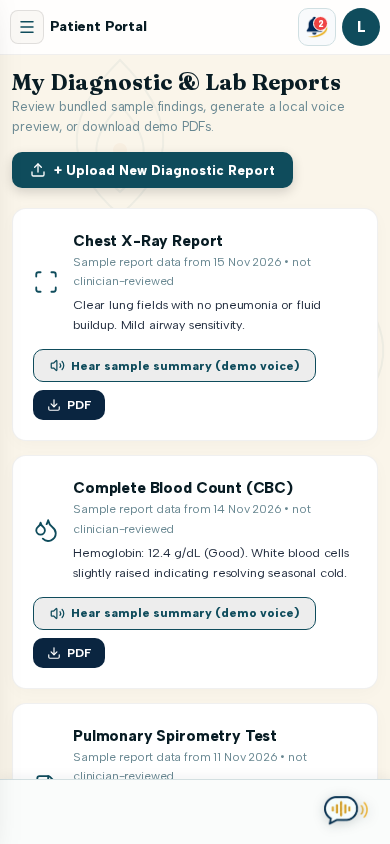 Patient Portal
2
L
My Diagnostic & Lab Reports
Review bundled sample findings, generate a local voice
preview, or download demo PDFs.
+ Upload New Diagnostic Report
Chest X-Ray Report
Sample report data from 15 Nov 2026 • not
clinician-reviewed
Clear lung fields with no pneumonia or fluid
buildup. Mild airway sensitivity.
Hear sample summary (demo voice)
PDF
Complete Blood Count (CBC)
Sample report data from 14 Nov 2026 • not
clinician-reviewed
Hemoglobin: 12.4 g/dL (Good). White blood cells
slightly raised indicating resolving seasonal cold.
Hear sample summary (demo voice)
PDF
Pulmonary Spirometry Test
Sample report data from 11 Nov 2026 • not
clinician-reviewed